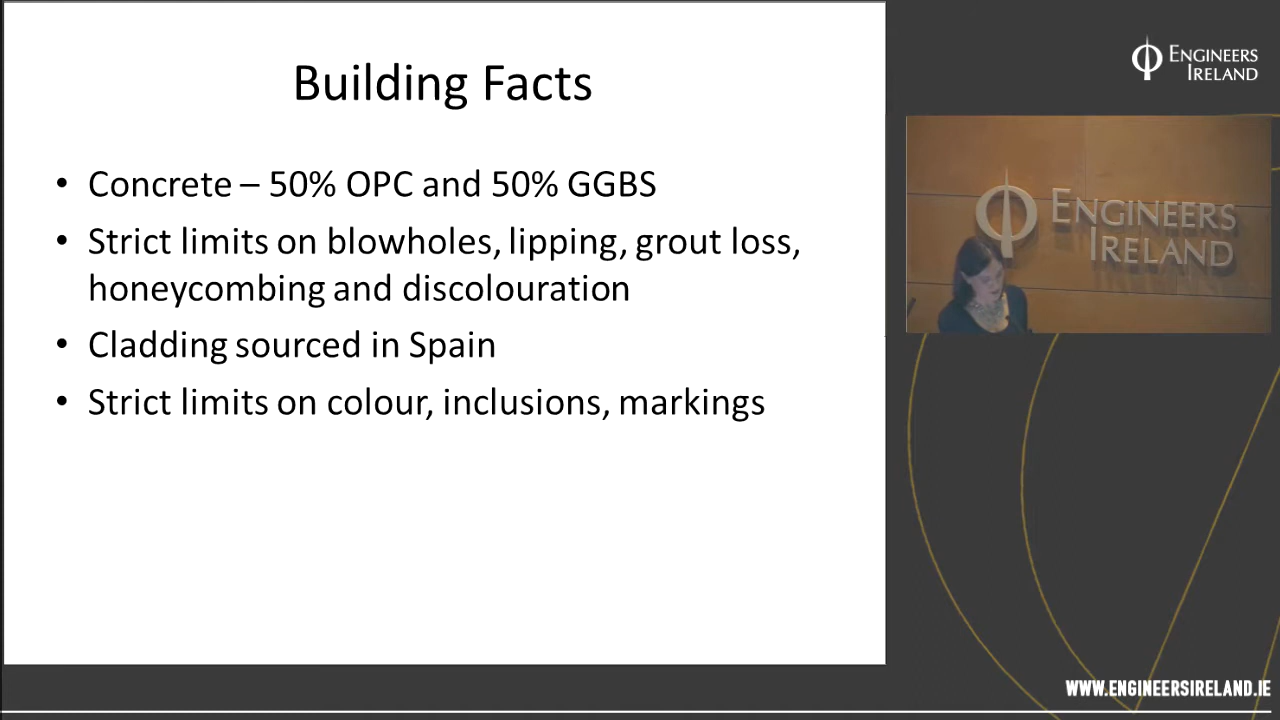 Building Facts
• Concrete – 50% OPC and 50% GGBS
• Strict limits on blowholes, lipping, grout loss,
honeycombing and discolouration
• Cladding sourced in Spain
• Strict limits on colour, inclusions, markings
ENGINEERS
IRELAND
ENGINEERS
IRELAND
WWW.ENGINEERSIRELAND.IE